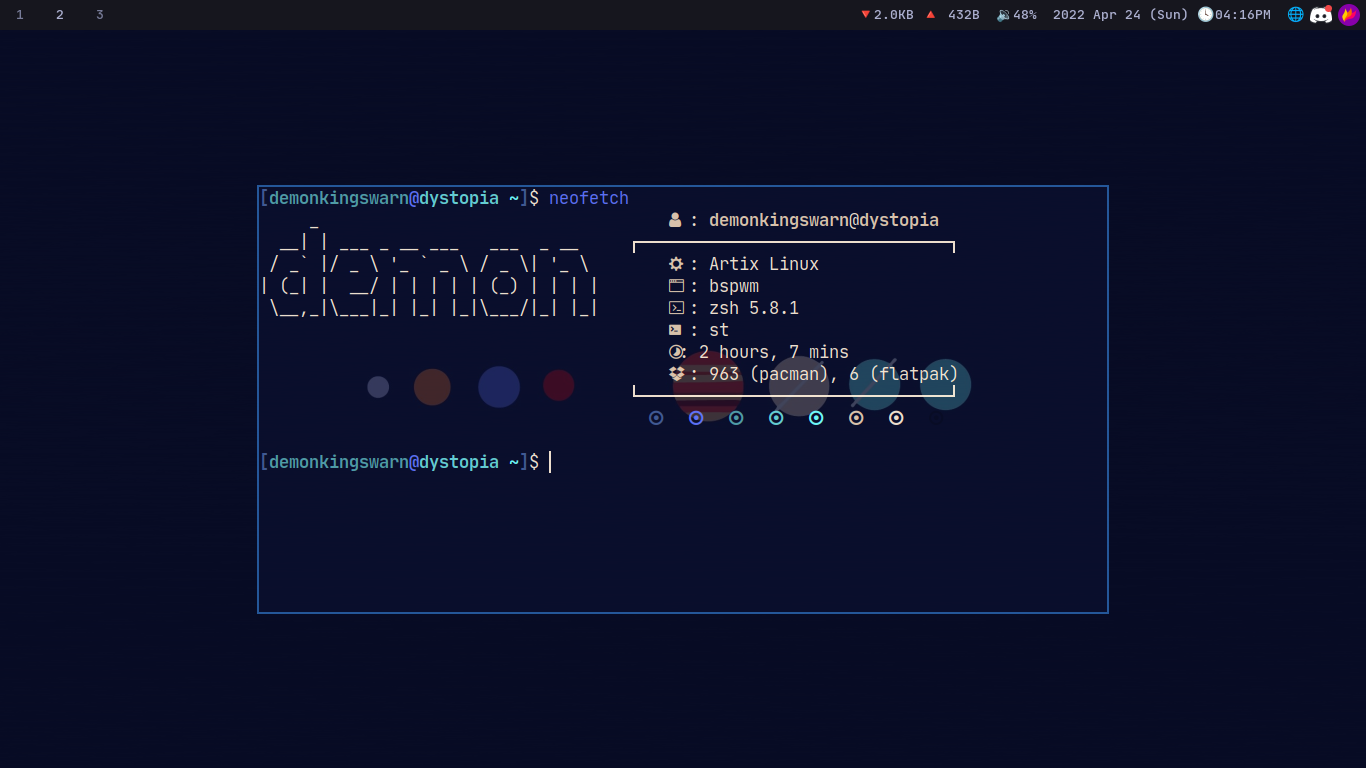 1 2 3 🔻2.0KB 🔺 432B 🔉48% 2022 Apr 24 (Sun) 🕓04:16PM
[demonkingswarn@dystopia ~]$ neofetch
demon
: demonkingswarn@dystopia
: Artix Linux
: bspwm
: zsh 5.8.1
: st
: 2 hours, 7 mins
: 963 (pacman), 6 (flatpak)
[demonkingswarn@dystopia ~]$